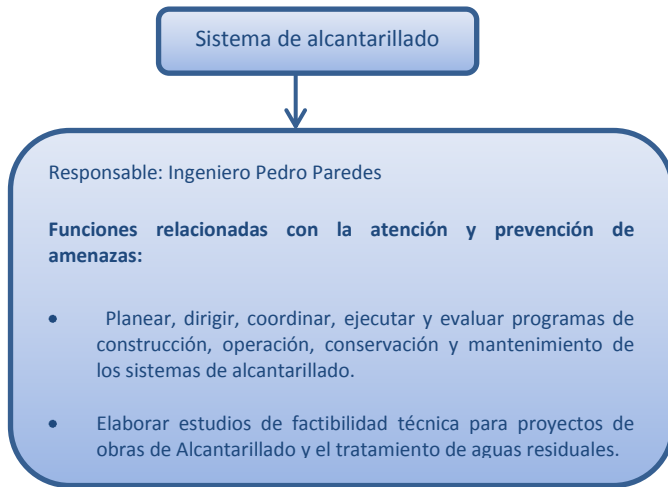 Sistema de alcantarillado
Responsable: Ingeniero Pedro Paredes
Funciones relacionadas con la atención y prevención de
amenazas:
• Planear, dirigir, coordinar, ejecutar y evaluar programas de
construcción, operación, conservación y mantenimiento de
los sistemas de alcantarillado.
• Elaborar estudios de factibilidad técnica para proyectos de
obras de Alcantarillado y el tratamiento de aguas residuales.